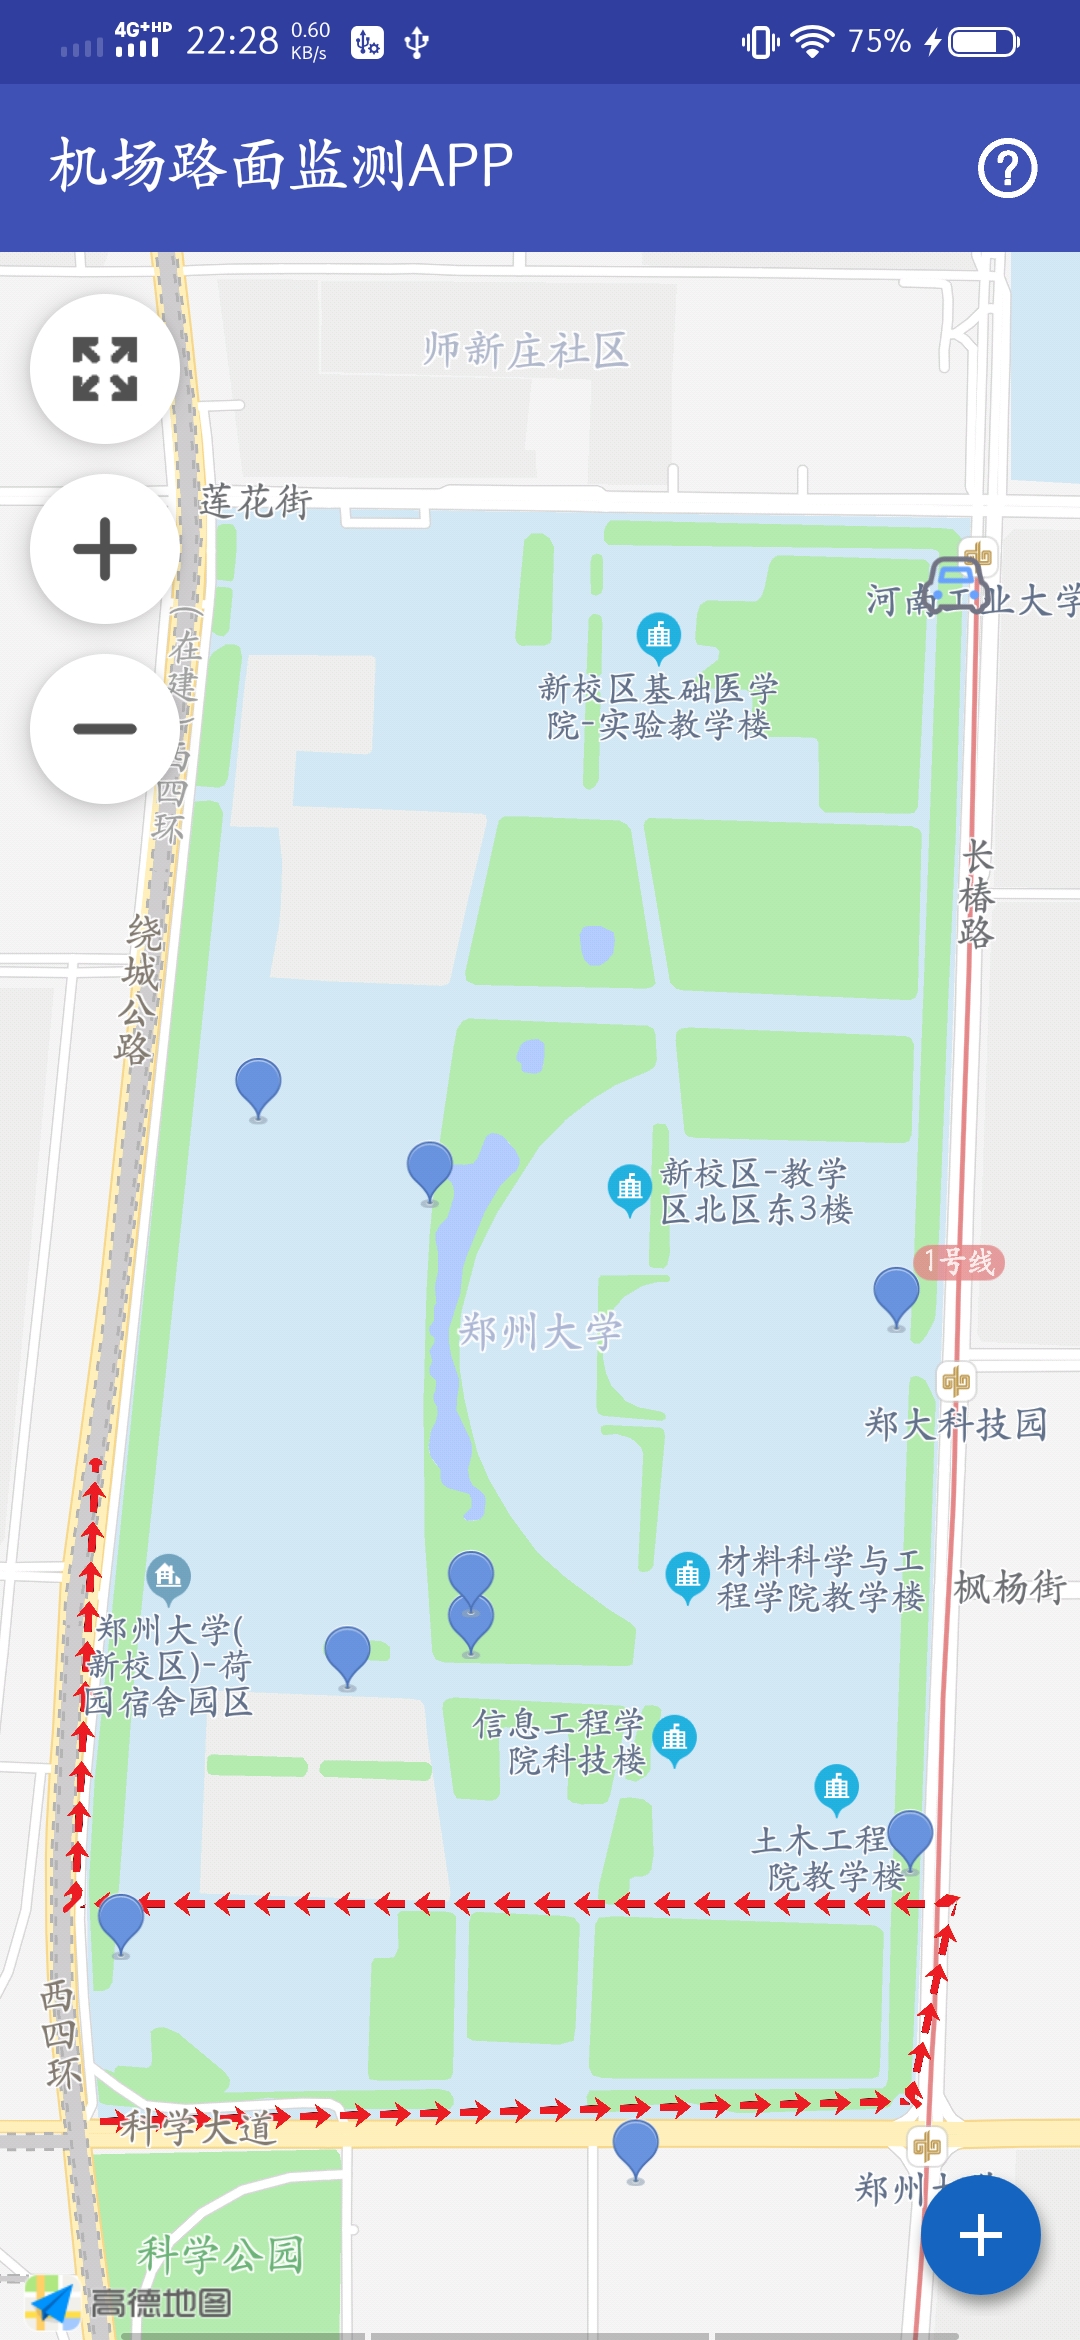 4G+HD 22:28 0.60 KB/s 75%
机场路面监测APP
师新庄社区
莲花街
河南工业大学
(在建)西四环
新校区基础医学
院-实验教学楼
长椿路
绕城公路
新校区-教学
区北区东3楼
1号线
郑州大学
郑大科技园
材料科学与工
程学院教学楼
枫杨街
郑州大学(
新校区)-荷
园宿舍园区
信息工程学
院科技楼
土木工程
院教学楼
西四环
科学大道
郑州大
科学公园
高德地图